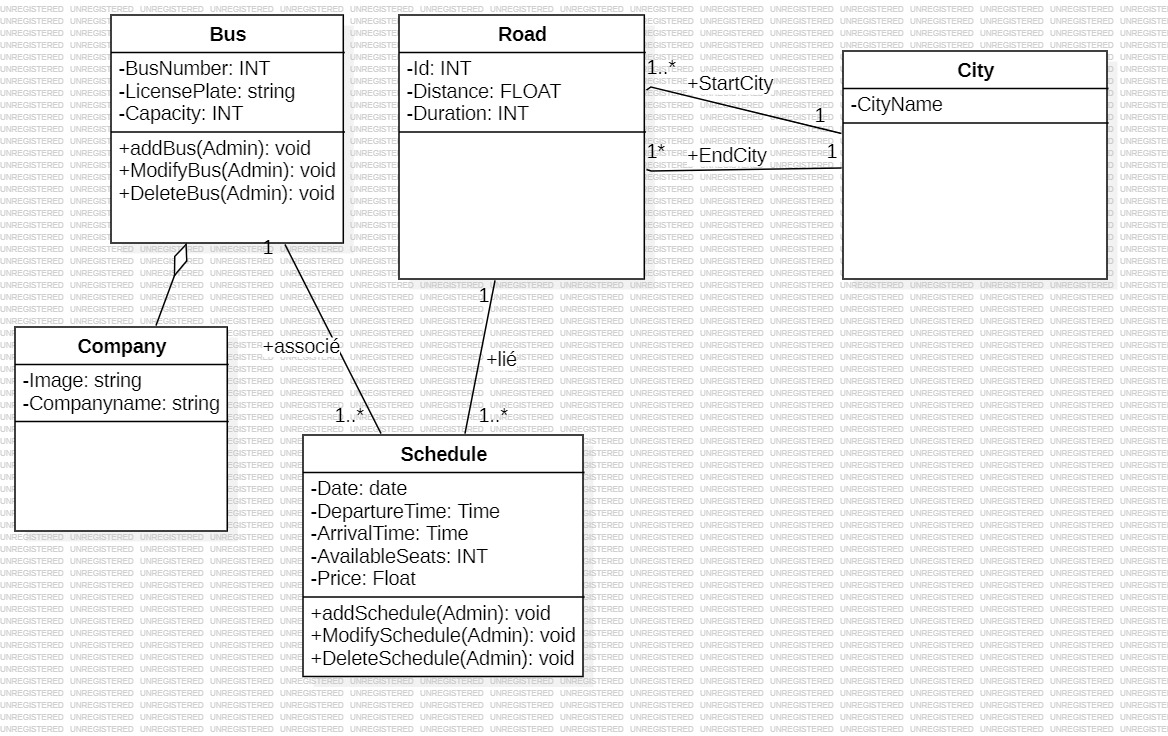 Bus
-BusNumber: INT
-LicensePlate: string
-Capacity: INT
+addBus(Admin): void
+ModifyBus(Admin): void
+DeleteBus(Admin): void
Road
-Id: INT
-Distance: FLOAT
-Duration: INT
1..*
+StartCity
1
1*
+EndCity
1
City
-CityName
1
+associé
1..*
1
+lié
1..*
Company
-Image: string
-Companyname: string
Schedule
-Date: date
-DepartureTime: Time
-ArrivalTime: Time
-AvailableSeats: INT
-Price: Float
+addSchedule(Admin): void
+ModifySchedule(Admin): void
+DeleteSchedule(Admin): void
UNREGISTERED